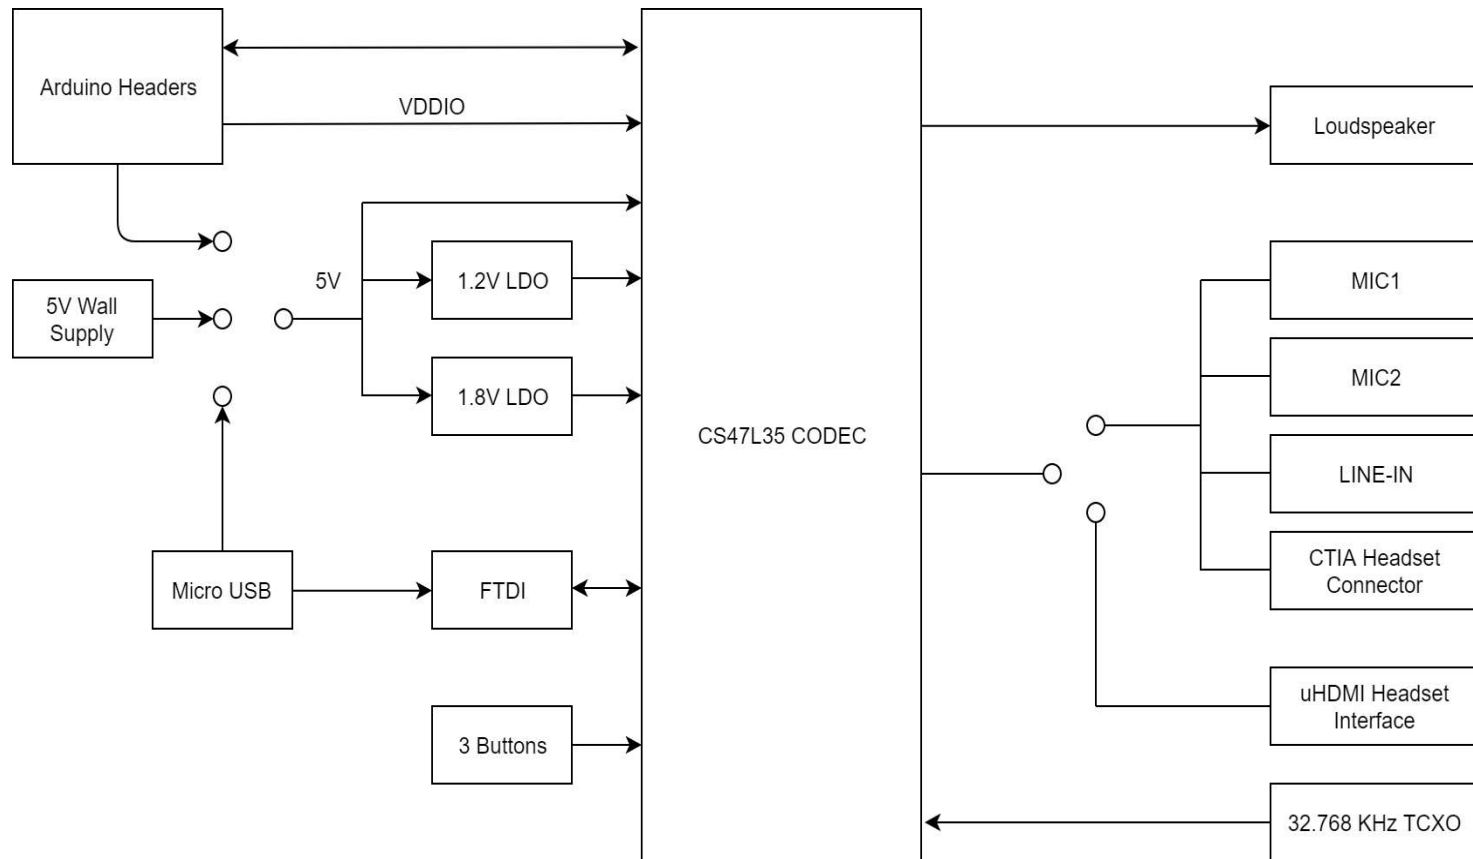 Arduino Headers
VDDIO
Loudspeaker
5V
1.2V LDO
5V Wall
Supply
1.8V LDO
CS47L35 CODEC
MIC1
MIC2
LINE-IN
CTIA Headset
Connector
Micro USB
FTDI
uHDMI Headset
Interface
3 Buttons
32.768 KHz TCXO